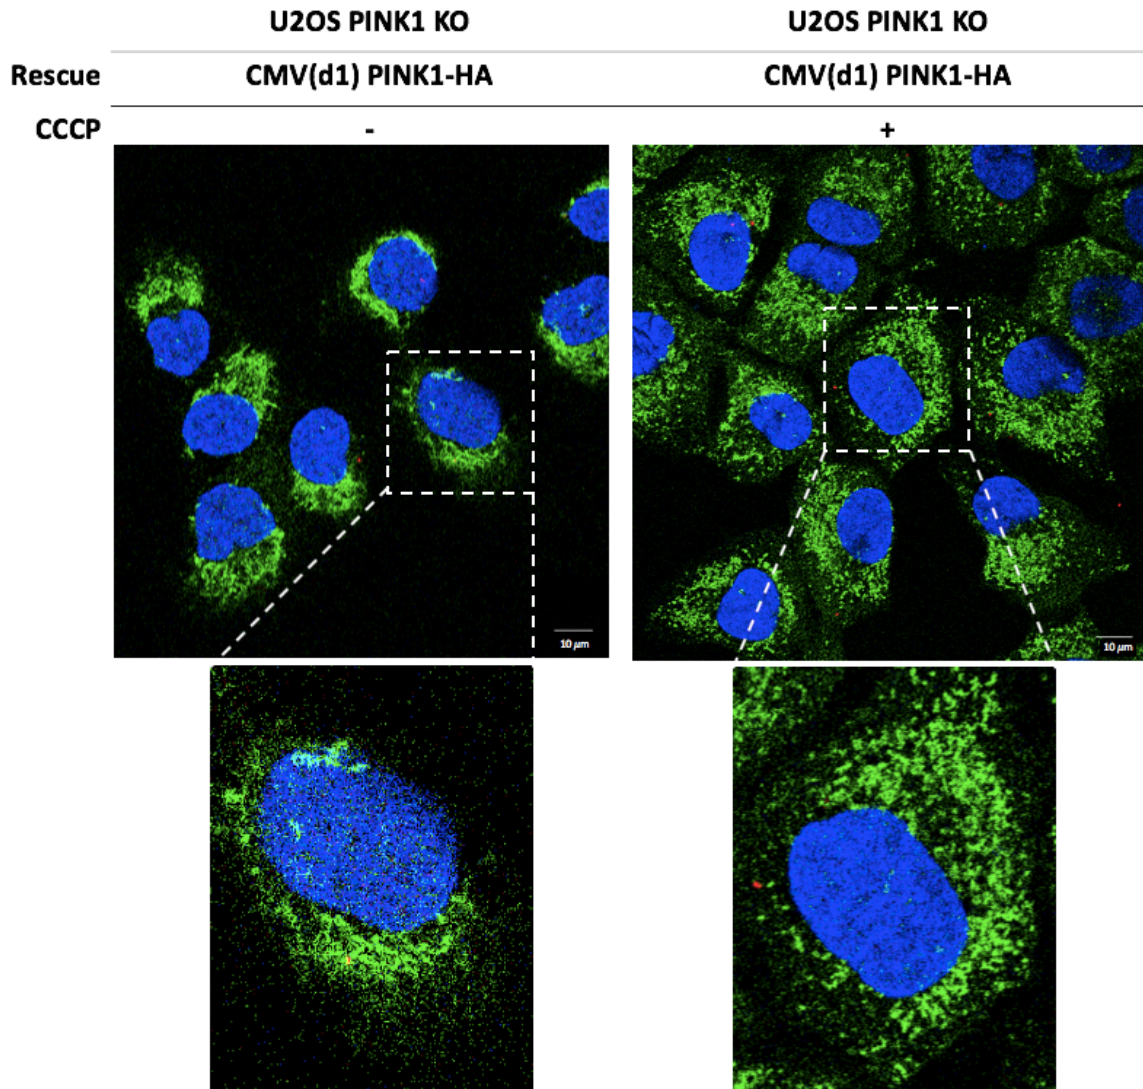 U2OS PINK1 KO U2OS PINK1 KO
Rescue CMV(d1) PINK1-HA CMV(d1) PINK1-HA
CCCP - +
10 µm 10 µm